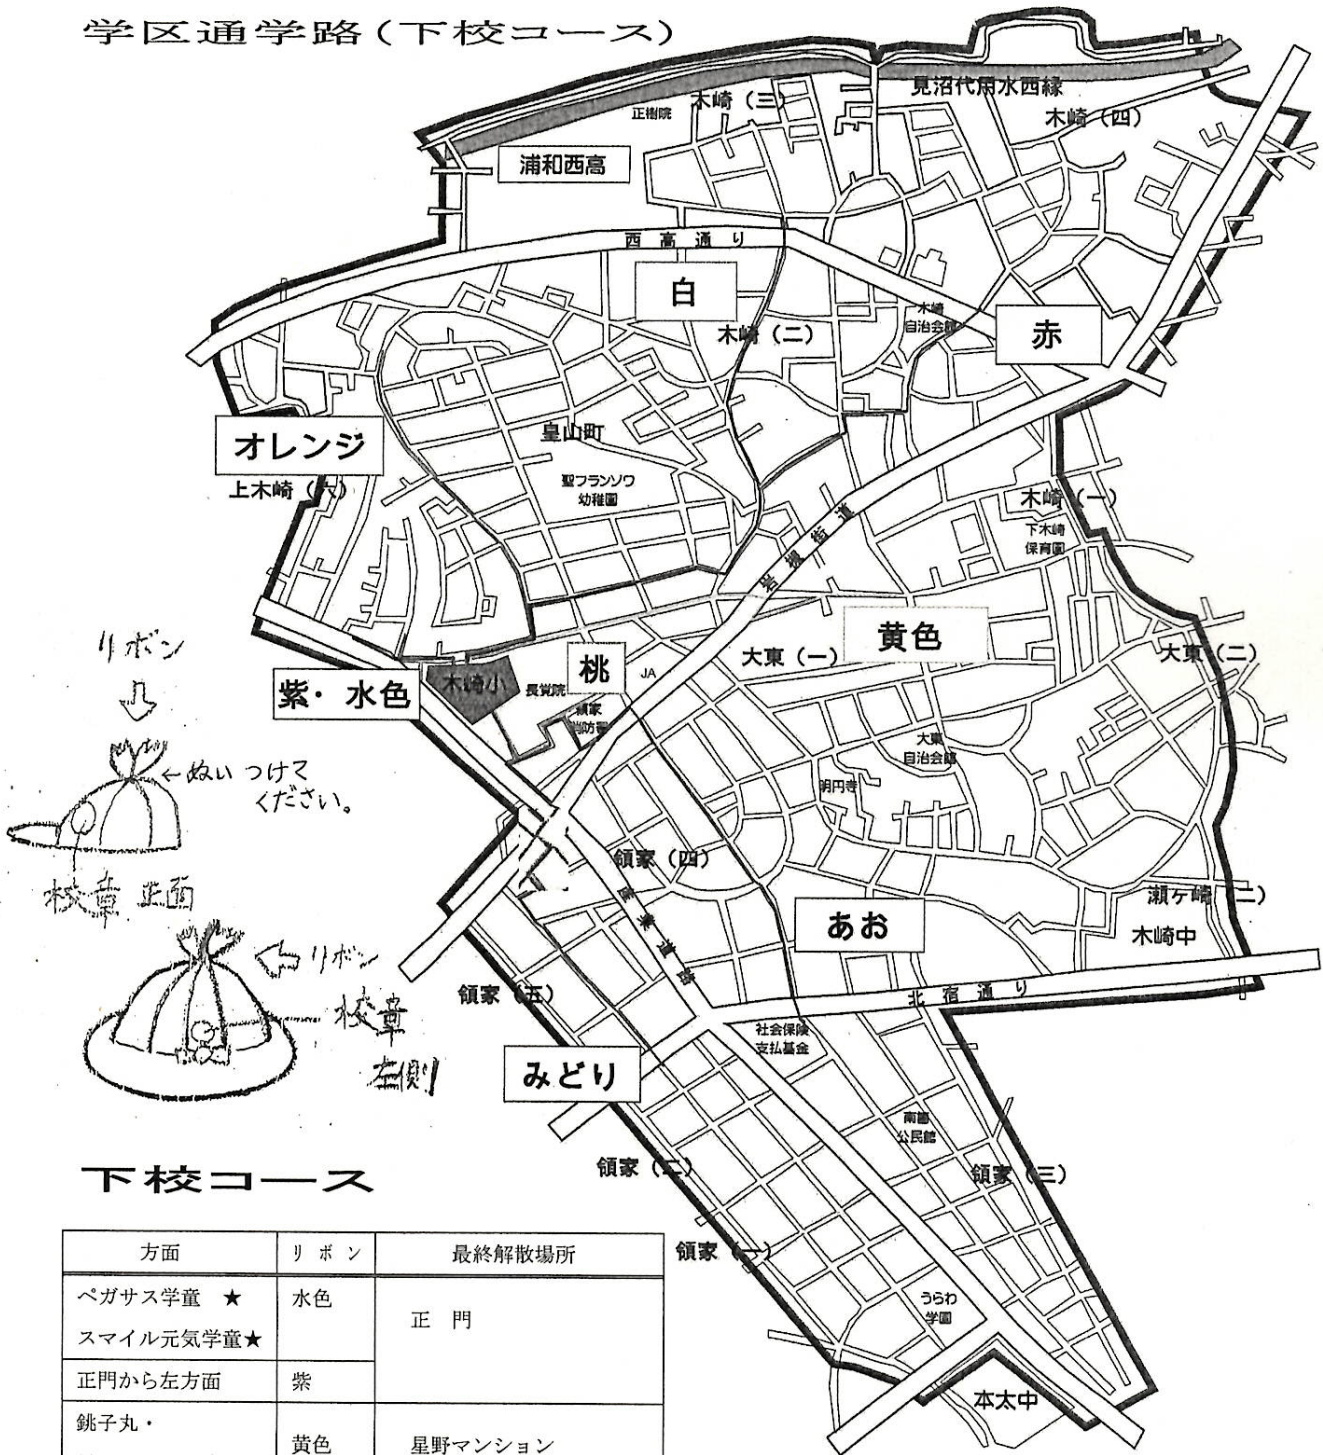 学区通学路(下校コース)
見沼代用水西縁
木崎(三)
正樹院
木崎(四)
浦和西高
西高通り
白
木崎(二)
木崎
自治会館
赤
オレンジ
上木崎(六)
皇山町
聖フランソワ
幼稚園
岩槻街道
木崎(一)
下木崎
保育園
リボン
ぬいつけて
ください。
校章 正面
紫・水色
木崎小
長覚院
桃
JA
領家
消防署
大東(一)
黄色
大東(二)
大東
自治会館
明円寺
領家(四)
産業道路
あお
瀬ヶ崎(二)
木崎中
リボン
校章
左側
領家(五)
北宿通り
社会保険
支払基金
みどり
南箇
公民館
領家(二)
領家(三)
領家(一)
うらわ
学園
本太中
下校コース
方面 リボン 最終解散場所
ペガサス学童 ★ 水色 正門
スマイル元気学童★
正門から左方面 紫
銚子丸・
黄色 星野マンション